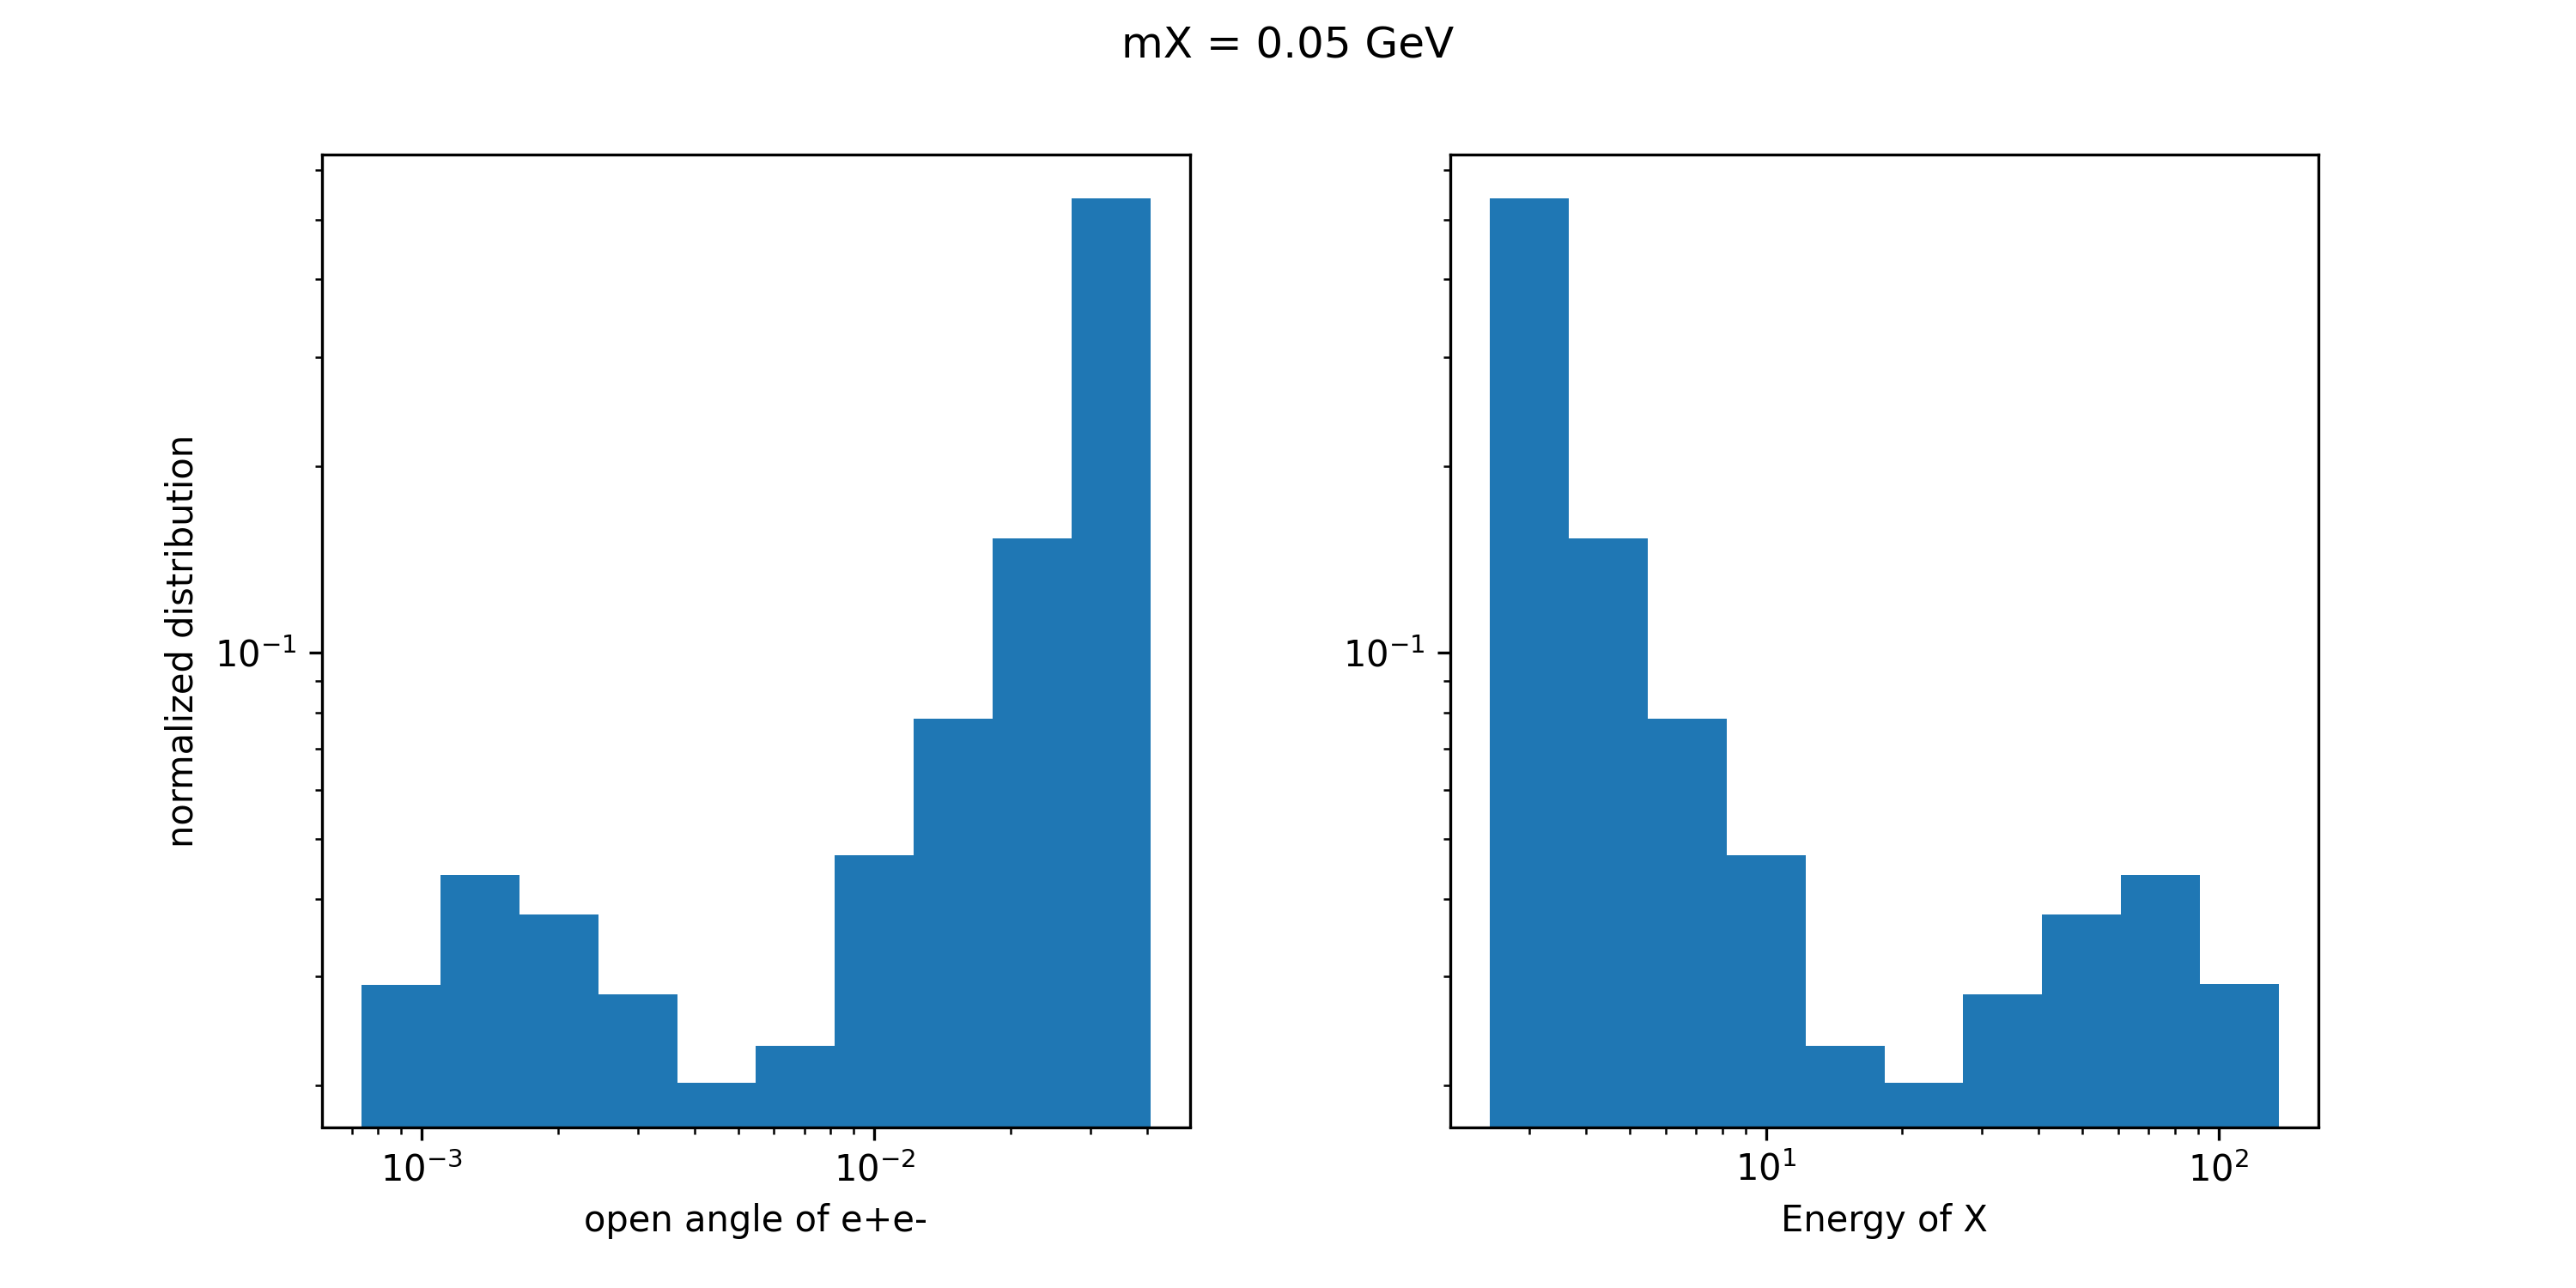 mX = 0.05 GeV
normalized distribution
10⁻¹
10⁻³
10⁻²
open angle of e+e-
10⁻¹
10¹
10²
Energy of X